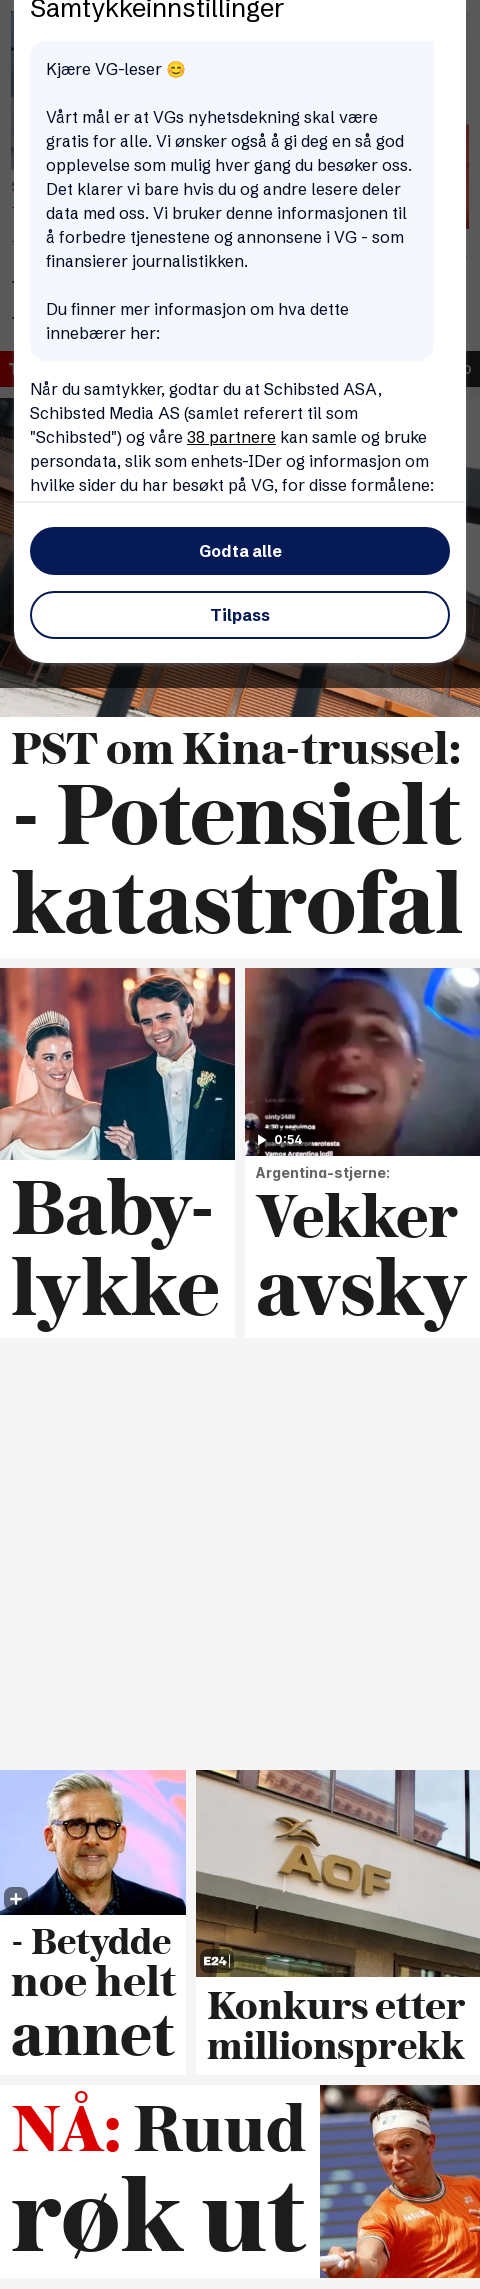 Samtykkeinnstillinger
Kjære VG-leser 😊
Vårt mål er at VGs nyhetsdekning skal være
gratis for alle. Vi ønsker også å gi deg en så god
opplevelse som mulig hver gang du besøker oss.
Det klarer vi bare hvis du og andre lesere deler
data med oss. Vi bruker denne informasjonen til
å forbedre tjenestene og annonsene i VG - som
finansierer journalistikken.
Du finner mer informasjon om hva dette
innebærer her:
Når du samtykker, godtar du at Schibsted ASA,
Schibsted Media AS (samlet referert til som
"Schibsted") og våre 38 partnere kan samle og bruke
persondata, slik som enhets-IDer og informasjon om
hvilke sider du har besøkt på VG, for disse formålene:
Godta alle
Tilpass
PST om Kina-trussel:
- Potensielt
katastrofal
cinty3489
4:30 y seguimos
Vamos Argentina
0:54
Baby-
lykke
Argentina-stjerne:
Vekker
avsky
AOF
E24
- Betydde
noe helt
annet
Konkurs etter
millionsprekk
NÅ: Ruud
røk ut